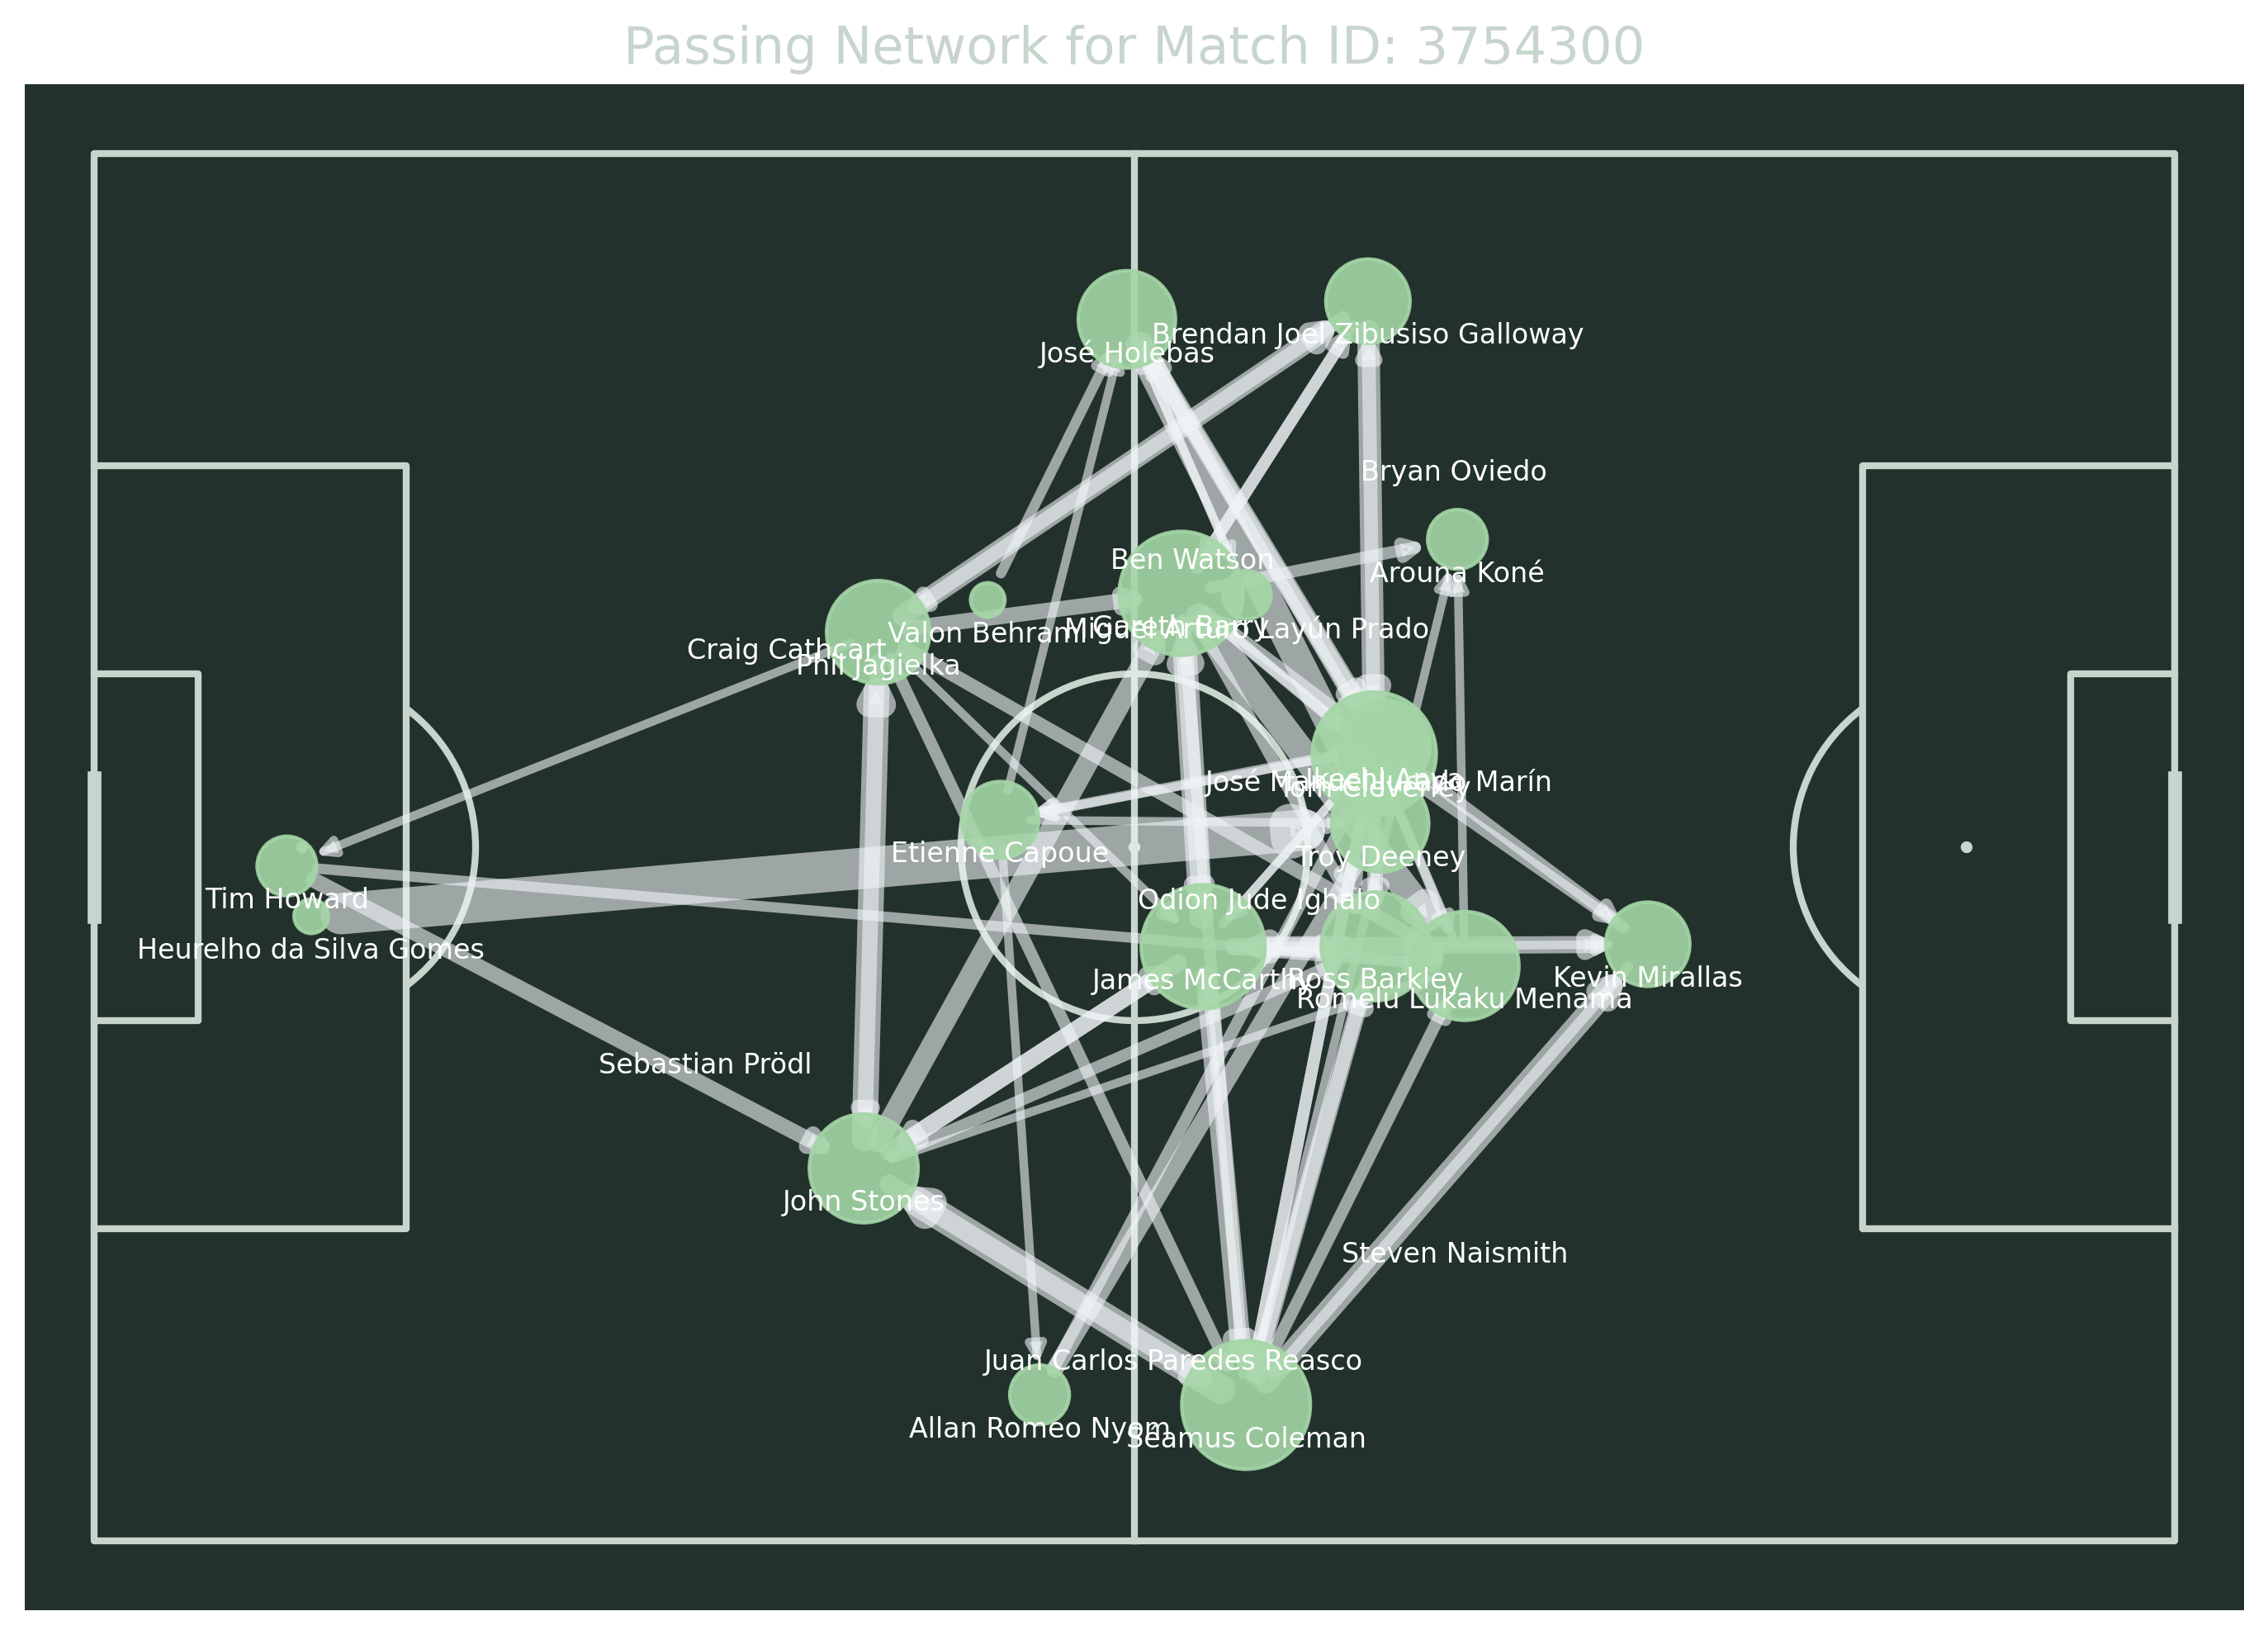 Passing Network for Match ID: 3754300
Brendan Joel Zibusiso Galloway
José Holebas
Bryan Oviedo
Ben Watson
Arouna Koné
Miguel Arturo Layún Prado
Gareth Barry
Valon Behrami
Craig Cathcart
Phil Jagielka
José Manuel Jurado Marín
Ikechi Anya
Tom Cleverley
Etienne Capoue
Troy Deeney
Tim Howard
Odion Jude Ighalo
Heurelho da Silva Gomes
James McCarthy
Ross Barkley
Kevin Mirallas
Romelu Lukaku Menama
Sebastian Prödl
John Stones
Steven Naismith
Juan Carlos Paredes Reasco
Allan Romeo Nyom
Séamus Coleman